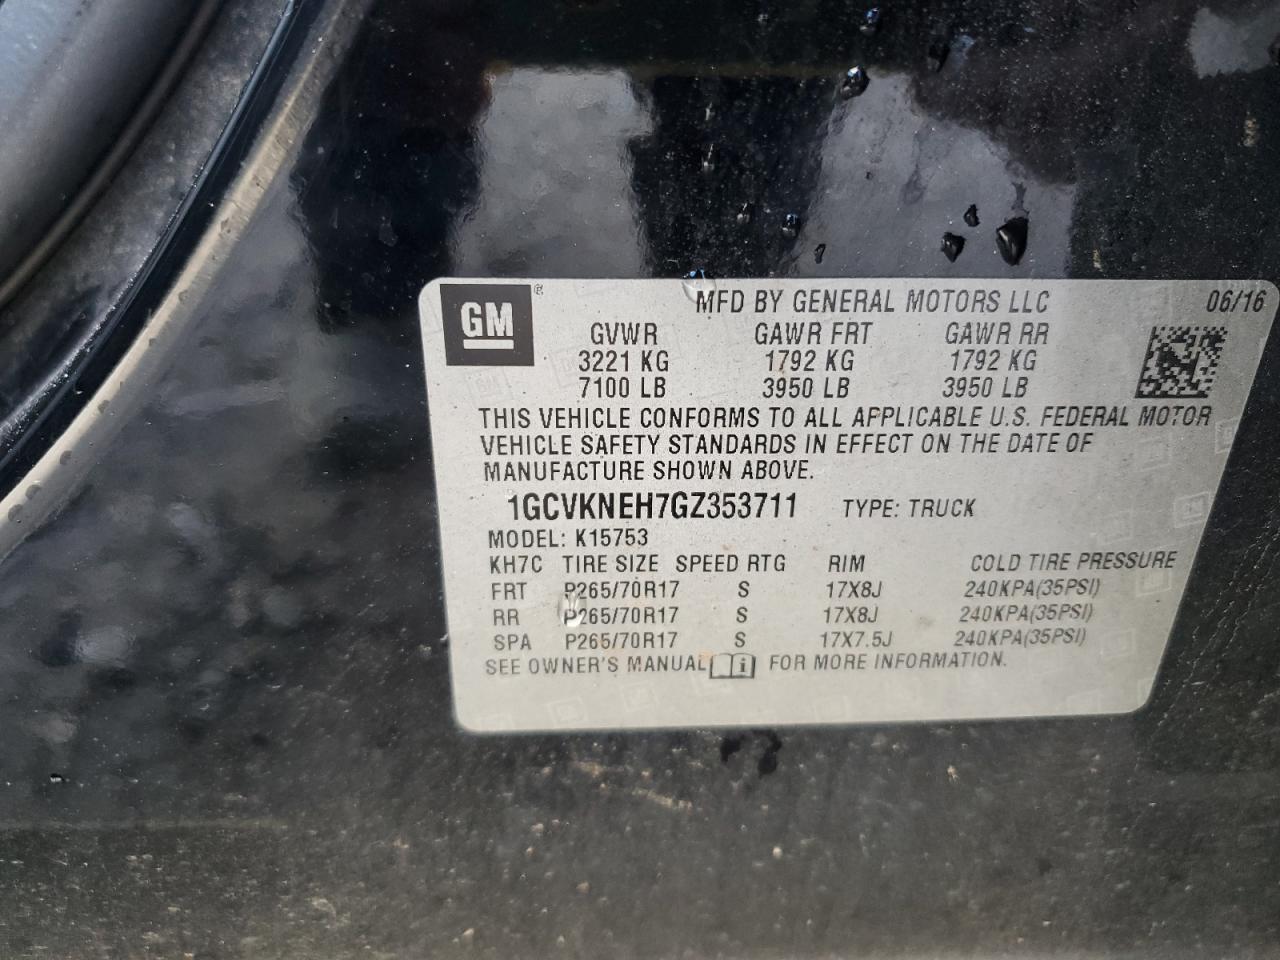 GM ®
MFD BY GENERAL MOTORS LLC 06/16
GVWR GAWR FRT GAWR RR
3221 KG 1792 KG 1792 KG
7100 LB 3950 LB 3950 LB
THIS VEHICLE CONFORMS TO ALL APPLICABLE U.S. FEDERAL MOTOR
VEHICLE SAFETY STANDARDS IN EFFECT ON THE DATE OF
MANUFACTURE SHOWN ABOVE.
1GCVKNEH7GZ353711 TYPE: TRUCK
MODEL: K15753
KH7C TIRE SIZE SPEED RTG RIM COLD TIRE PRESSURE
FRT P265/70R17 S 17X8J 240KPA(35PSI)
RR P265/70R17 S 17X8J 240KPA(35PSI)
SPA P265/70R17 S 17X7.5J 240KPA(35PSI)
SEE OWNER'S MANUAL i FOR MORE INFORMATION.